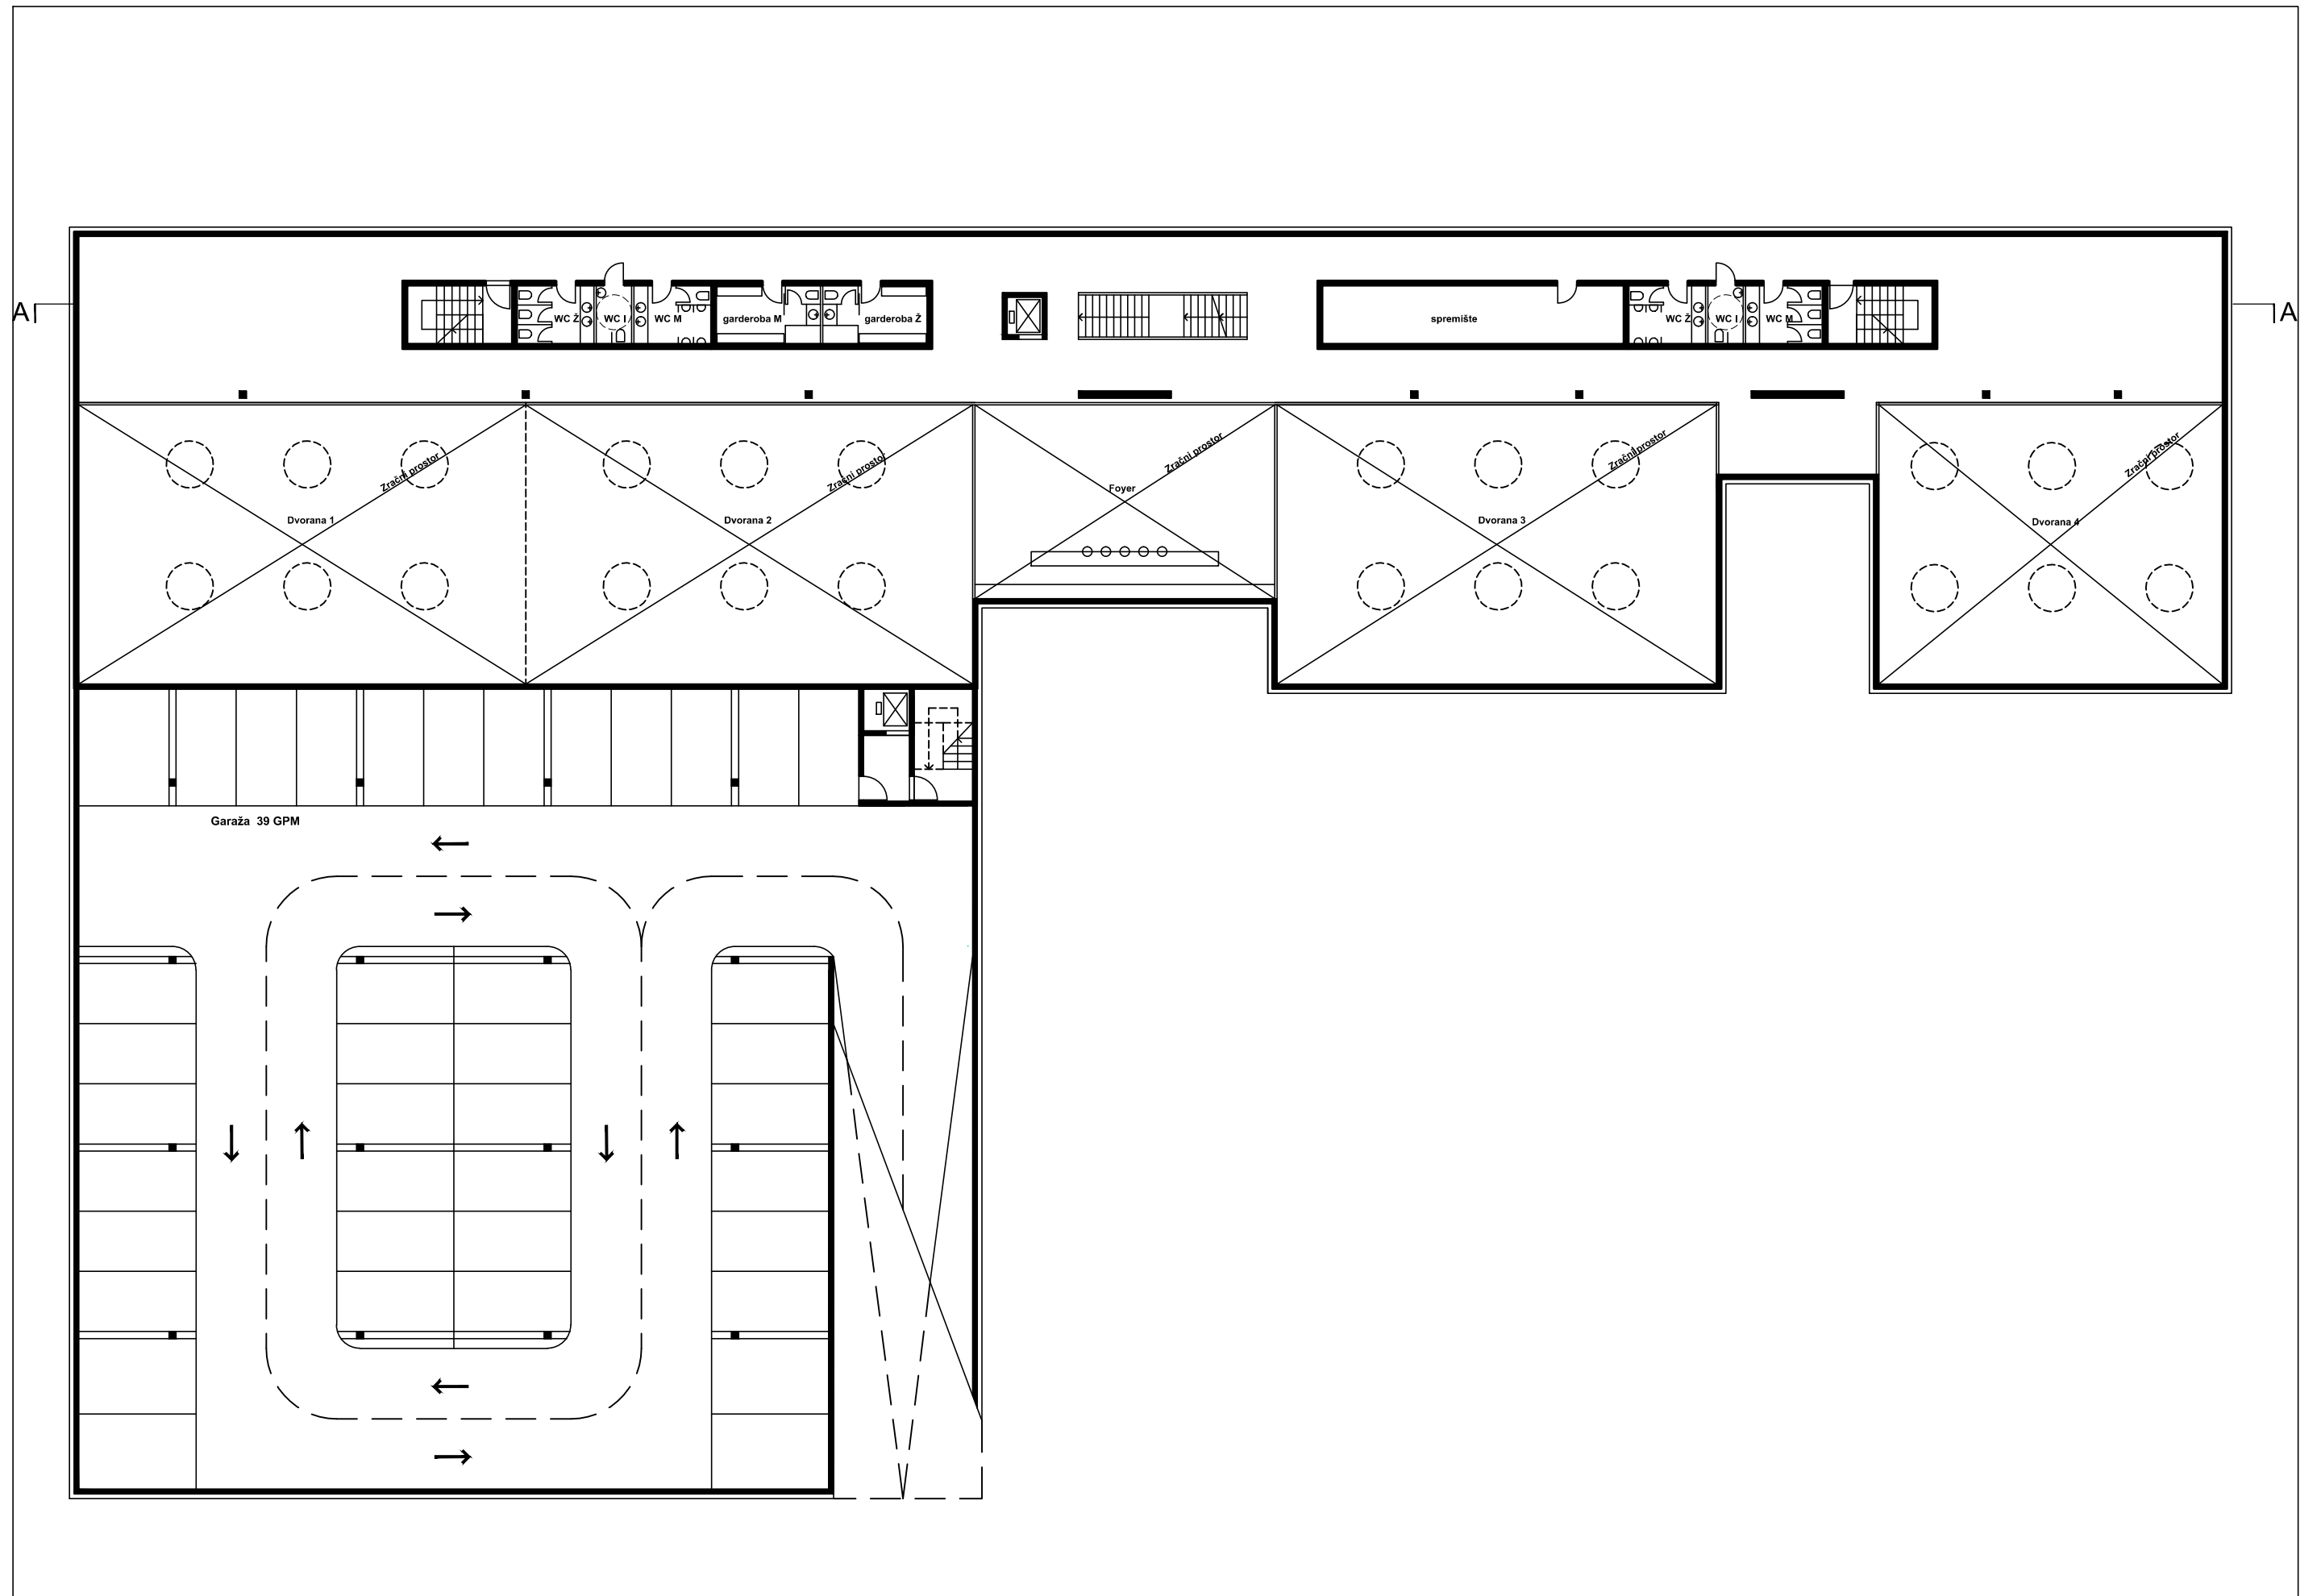 A
A
WC Ž
WC I
WC M
garderoba M
garderoba Ž
spremište
WC Ž
WC I
WC M
Zračni prostor
Zračni prostor
Zračni prostor
Zračni prostor
Zračni prostor
Foyer
Dvorana 1
Dvorana 2
Dvorana 3
Dvorana 4
Garaža 39 GPM